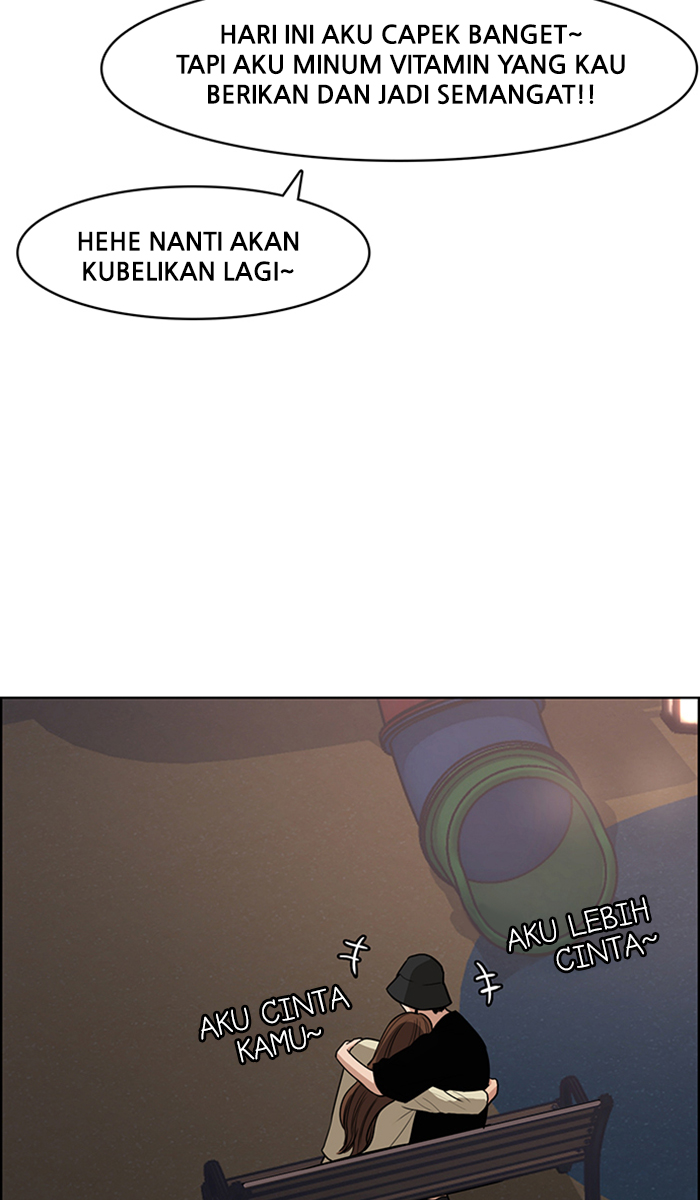 HARI INI AKU CAPEK BANGET~
TAPI AKU MINUM VITAMIN YANG KAU
BERIKAN DAN JADI SEMANGAT!!
HEHE NANTI AKAN
KUBELIKAN LAGI~
AKU CINTA
KAMU~
AKU LEBIH
CINTA~